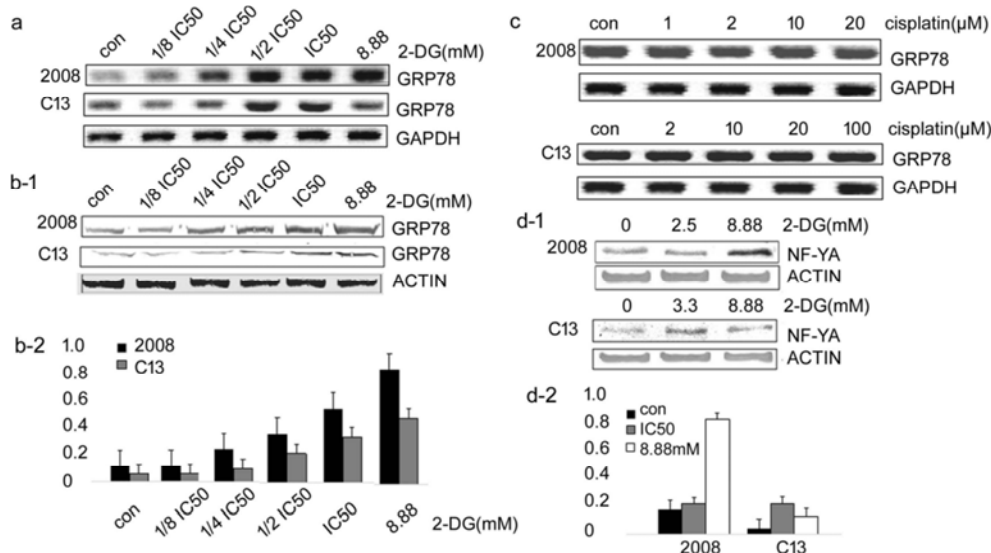 a
con 1/8 IC50 1/4 IC50 1/2 IC50 IC50 8.88 2-DG(mM)
2008 GRP78
C13 GRP78
GAPDH
b-1
con 1/8 IC50 1/4 IC50 1/2 IC50 IC50 8.88 2-DG(mM)
2008 GRP78
C13 GRP78
ACTIN
b-2
1.0
0.8
0.6
0.4
0.2
0
2008
C13
con 1/8 IC50 1/4 IC50 1/2 IC50 IC50 8.88 2-DG(mM)
c
con 1 2 10 20 cisplatin(µM)
2008 GRP78
GAPDH
con 2 10 20 100 cisplatin(µM)
C13 GRP78
GAPDH
d-1
0 2.5 8.88 2-DG(mM)
2008 NF-YA
ACTIN
0 3.3 8.88 2-DG(mM)
C13 NF-YA
ACTIN
d-2
1.0
0.8
0.6
0.4
0.2
0
con
IC50
8.88mM
2008 C13